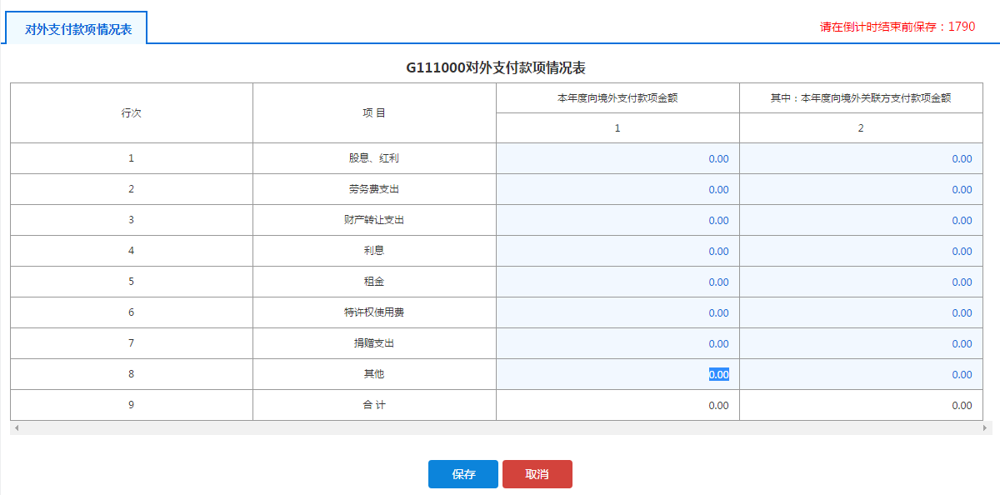 对外支付款项情况表
请在倒计时结束前保存：1790
G111000对外支付款项情况表
行次 项 目 本年度向境外支付款项金额 其中：本年度向境外关联方支付款项金额
1 2
1 股息、红利 0.00 0.00
2 劳务费支出 0.00 0.00
3 财产转让支出 0.00 0.00
4 利息 0.00 0.00
5 租金 0.00 0.00
6 特许权使用费 0.00 0.00
7 捐赠支出 0.00 0.00
8 其他 0.00 0.00
9 合 计 0.00 0.00
保存 取消